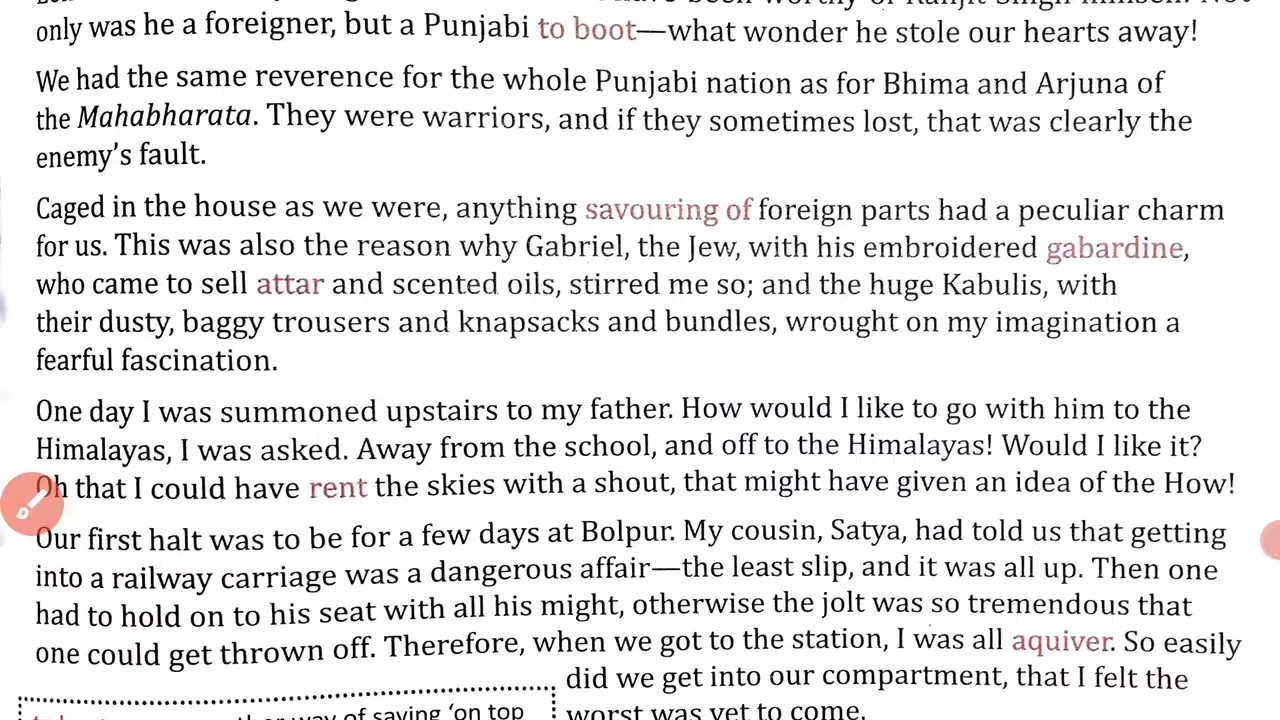 only was he a foreigner, but a Punjabi to boot—what wonder he stole our hearts away!
We had the same reverence for the whole Punjabi nation as for Bhima and Arjuna of
the Mahabharata. They were warriors, and if they sometimes lost, that was clearly the
enemy's fault.
Caged in the house as we were, anything savouring of foreign parts had a peculiar charm
for us. This was also the reason why Gabriel, the Jew, with his embroidered gabardine,
who came to sell attar and scented oils, stirred me so; and the huge Kabulis, with
their dusty, baggy trousers and knapsacks and bundles, wrought on my imagination a
fearful fascination.
One day I was summoned upstairs to my father. How would I like to go with him to the
Himalayas, I was asked. Away from the school, and off to the Himalayas! Would I like it?
Oh that I could have rent the skies with a shout, that might have given an idea of the How!
Our first halt was to be for a few days at Bolpur. My cousin, Satya, had told us that getting
into a railway carriage was a dangerous affair—the least slip, and it was all up. Then one
had to hold on to his seat with all his might, otherwise the jolt was so tremendous that
one could get thrown off. Therefore, when we got to the station, I was all aquiver. So easily
did we get into our compartment, that I felt the
way of saying 'on top
worst was yet to come.